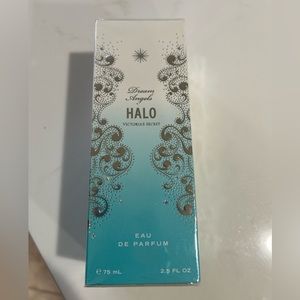 Dream
Angels
HALO
VICTORIA'S SECRET
EAU
DE PARFUM
℮ 75 mL 2.5 FL OZ